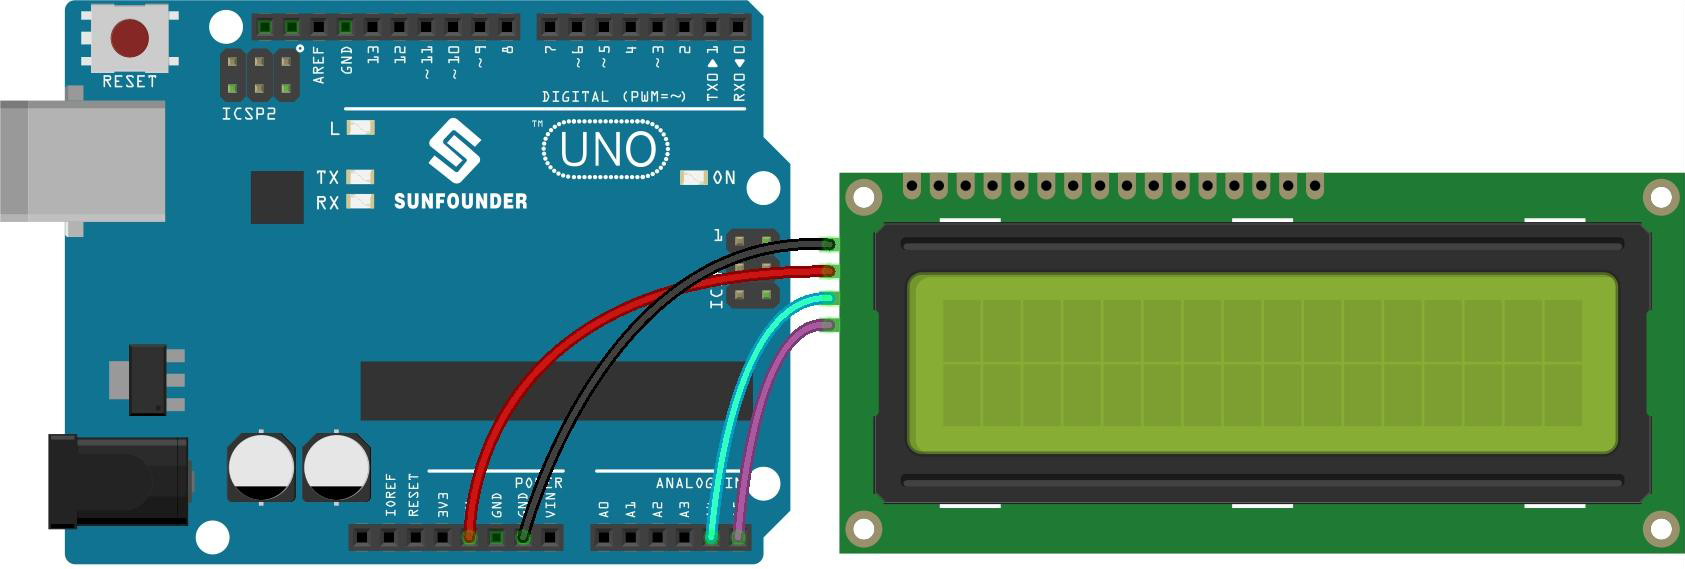 RESET
ICSP2
AREF
GND
13
12
~11
~10
~9
8
7
~6
~5
4
~3
2
TX0▶1
RX0◀0
DIGITAL (PWM=~)
L
TX
RX
SUNFOUNDER
™
UNO
ON
1
IOREF
RESET
3V3
GND
GND
VIN
POWER
ANALOG IN
A0
A1
A2
A3